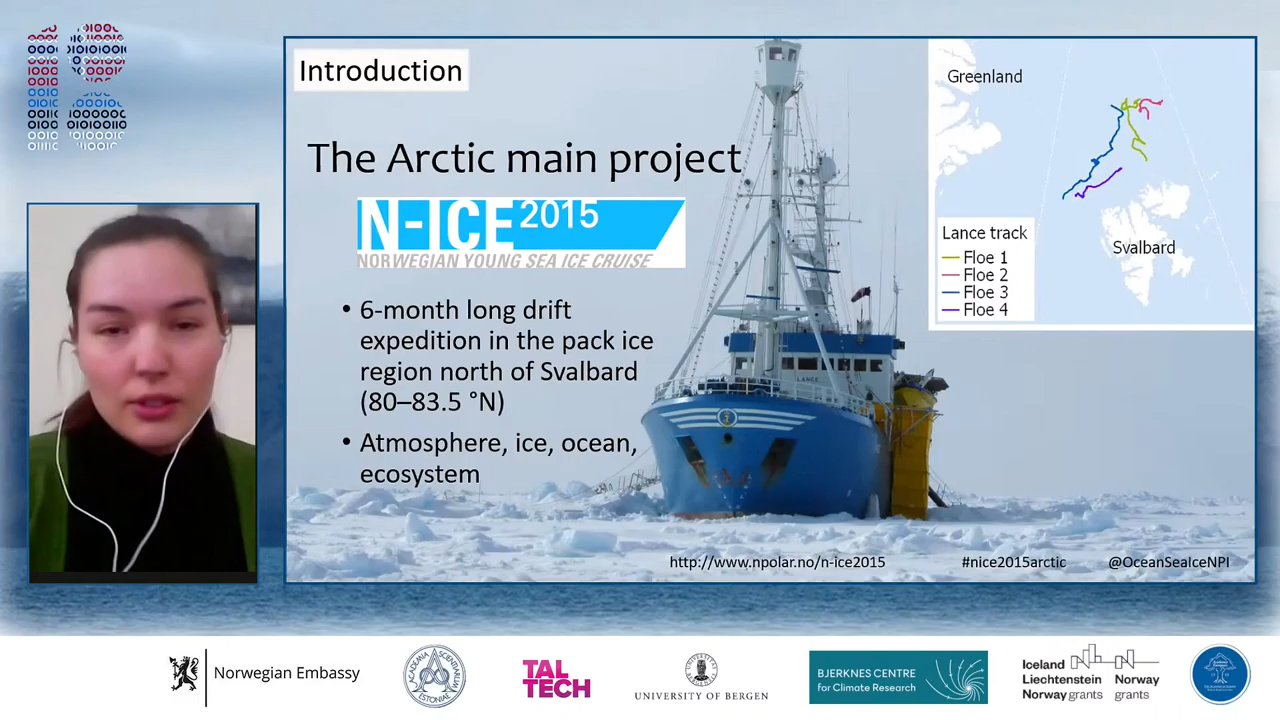 Introduction
The Arctic main project
N-ICE2015
NORWEGIAN YOUNG SEA ICE CRUISE
• 6-month long drift
expedition in the pack ice
region north of Svalbard
(80–83.5 °N)
• Atmosphere, ice, ocean,
ecosystem
Greenland
Svalbard
Lance track
Floe 1
Floe 2
Floe 3
Floe 4
LANCE
http://www.npolar.no/n-ice2015
#nice2015arctic
@OceanSeaIceNPI
Norwegian Embassy
TAL
TECH
UNIVERSITY OF BERGEN
BJERKNES CENTRE
for Climate Research
Iceland
Liechtenstein
Norway grants
Norway
grants